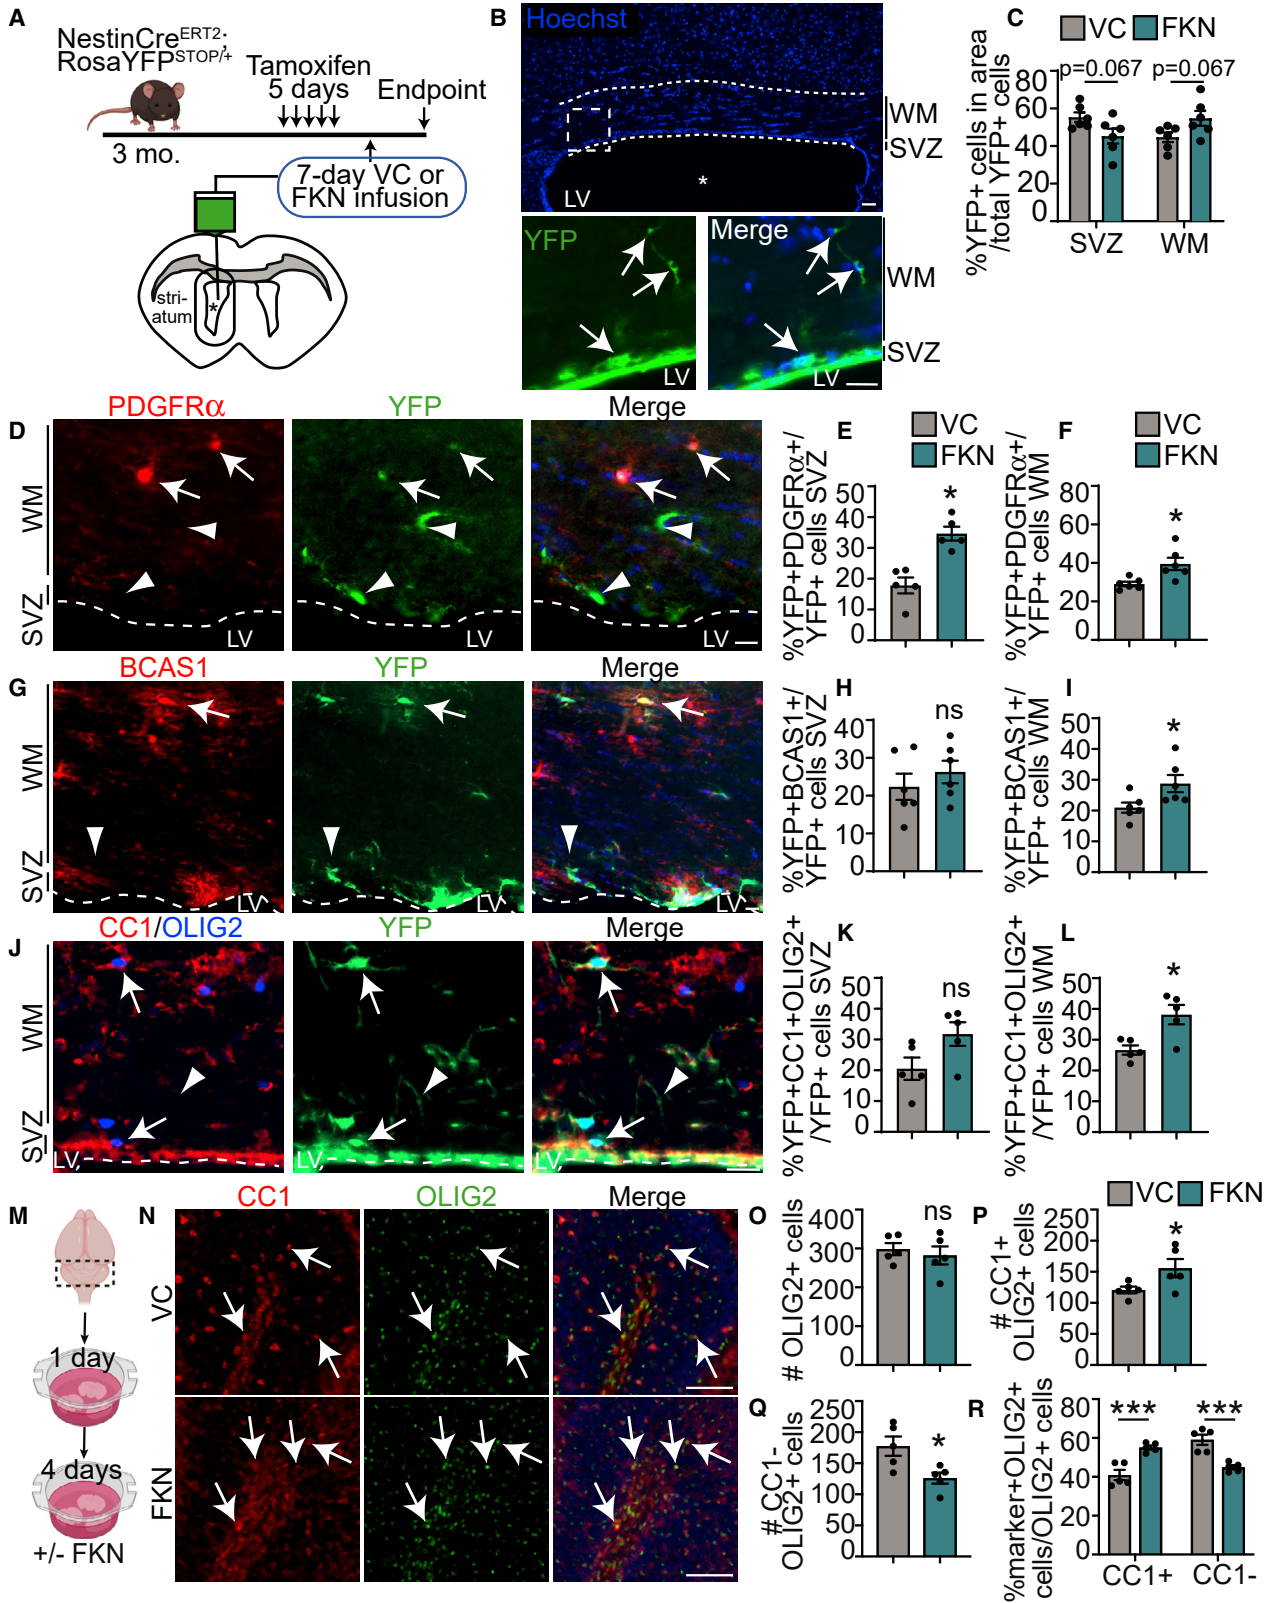 A
NestinCreERT2;
RosaYFPSTOP/+
Tamoxifen
5 days
Endpoint
3 mo.
7-day VC or
FKN infusion
stri-
atum
*
B
Hoechst
WM
SVZ
LV
*
YFP
Merge
WM
SVZ
LV
LV
C
VC FKN
p=0.067 p=0.067
%YFP+ cells in area
/total YFP+ cells
80
60
40
20
0
SVZ WM
D
PDGFRα YFP Merge
WM
SVZ
LV LV LV
E
VC
FKN
%YFP+PDGFRα+/
YFP+ cells SVZ
50
40
30
20
10
0
*
F
VC
FKN
%YFP+PDGFRα+/
YFP+ cells WM
80
60
40
20
0
*
G
BCAS1 YFP Merge
WM
SVZ
LV LV LV
H
%YFP+BCAS1+/
YFP+ cells SVZ
40
30
20
10
0
ns
I
%YFP+BCAS1+/
YFP+ cells WM
50
40
30
20
10
0
*
J
CC1/OLIG2 YFP Merge
WM
SVZ
LV LV LV
K
%YFP+CC1+OLIG2+
/YFP+ cells SVZ
50
40
30
20
10
0
ns
L
%YFP+CC1+OLIG2+
/YFP+ cells WM
50
40
30
20
10
0
*
M
1 day
4 days
+/- FKN
N
CC1 OLIG2 Merge
VC
FKN
O
# OLIG2+ cells
400
300
200
100
0
ns
P
VC FKN
# CC1+
OLIG2+ cells
250
200
150
100
50
0
*
Q
# CC1-
OLIG2+ cells
250
200
150
100
50
0
*
R
%marker+OLIG2+
cells/OLIG2+ cells
80
60
40
20
0
*** ***
CC1+ CC1-